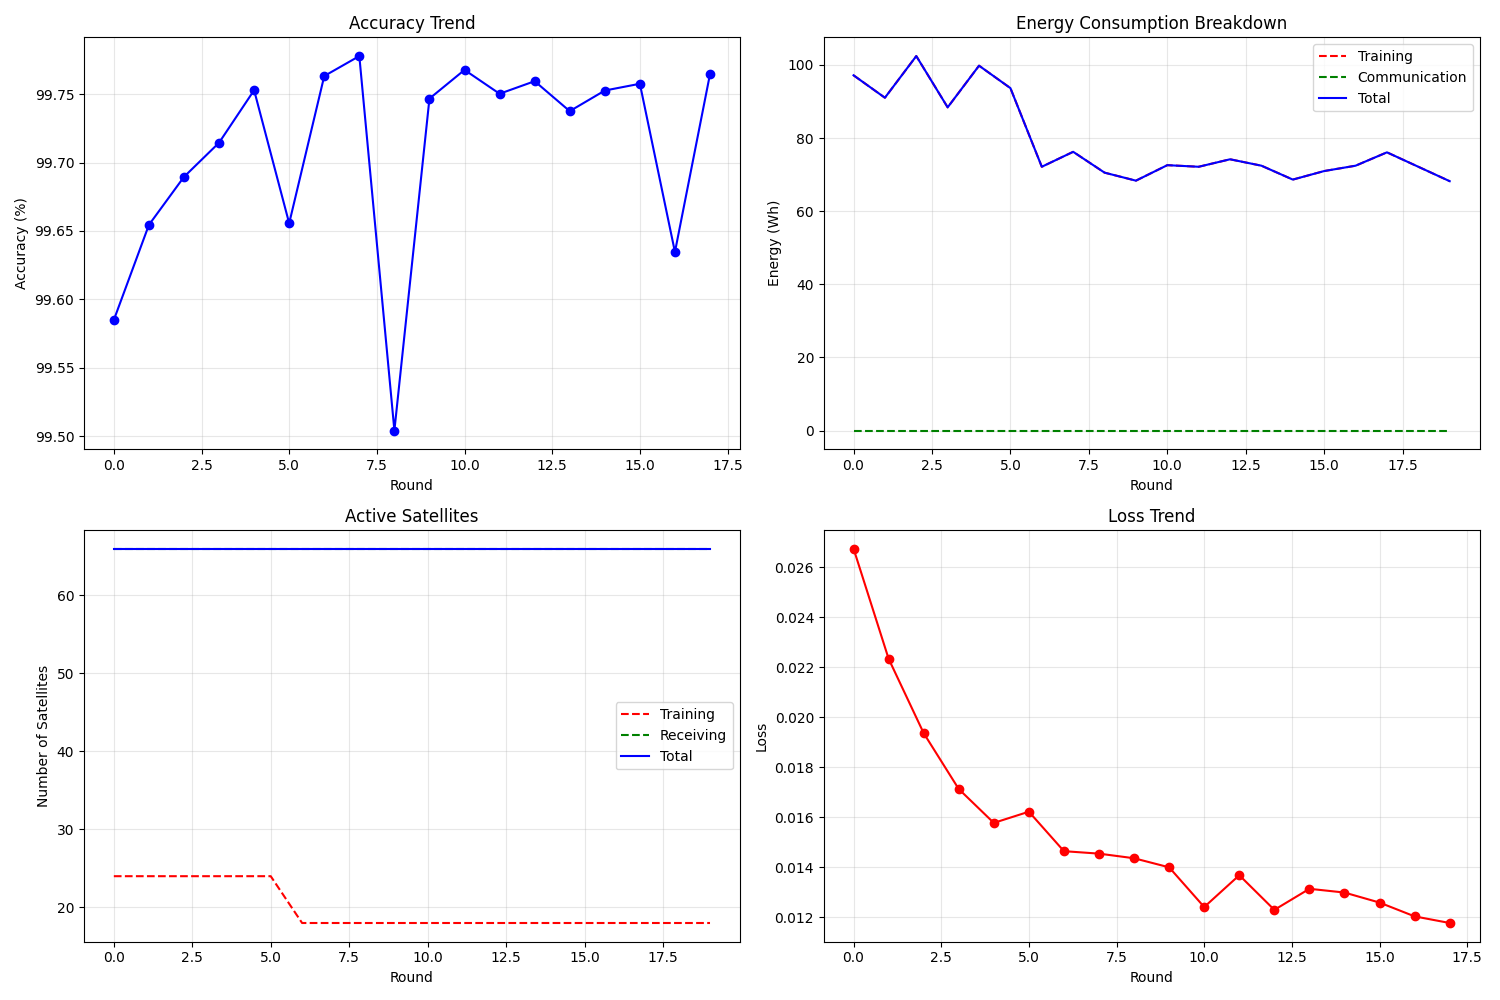 Accuracy Trend
Accuracy (%)
99.75
99.70
99.65
99.60
99.55
99.50
0.0 2.5 5.0 7.5 10.0 12.5 15.0 17.5
Round
Energy Consumption Breakdown
Energy (Wh)
100
80
60
40
20
0
Training
Communication
Total
0.0 2.5 5.0 7.5 10.0 12.5 15.0 17.5
Round
Active Satellites
Number of Satellites
60
50
40
30
20
Training
Receiving
Total
0.0 2.5 5.0 7.5 10.0 12.5 15.0 17.5
Round
Loss Trend
Loss
0.026
0.024
0.022
0.020
0.018
0.016
0.014
0.012
0.0 2.5 5.0 7.5 10.0 12.5 15.0 17.5
Round